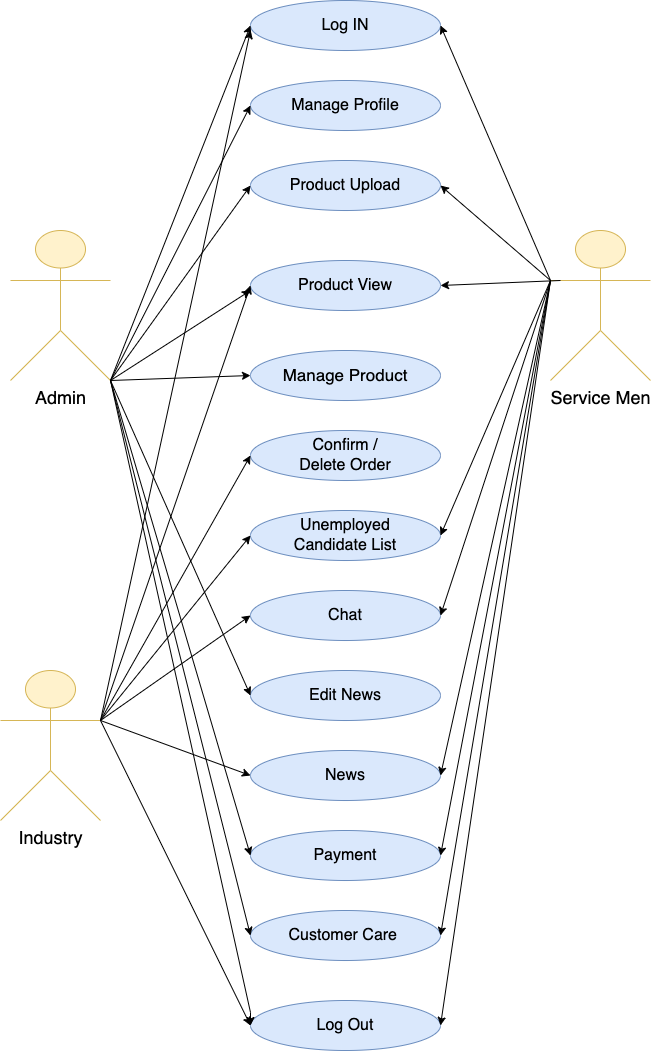 Log IN
Manage Profile
Product Upload
Product View
Manage Product
Admin
Service Men
Confirm /
Delete Order
Unemployed
Candidate List
Chat
Edit News
News
Industry
Payment
Customer Care
Log Out